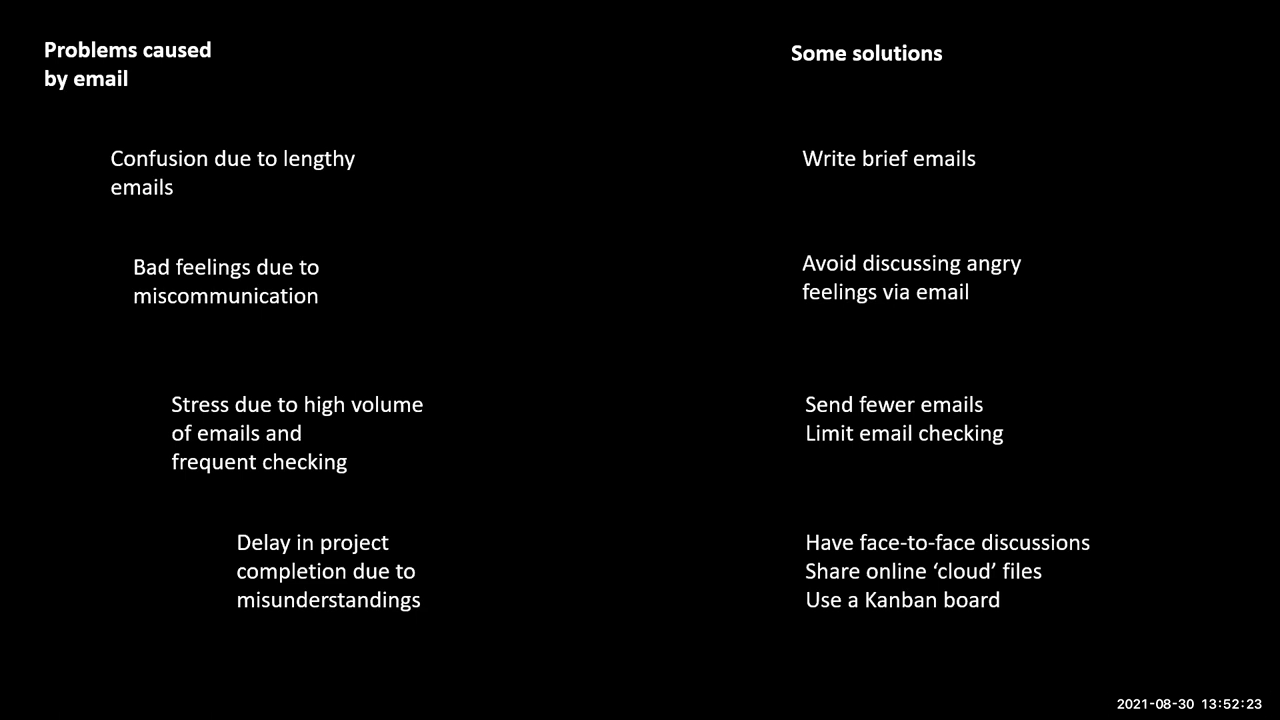 Problems caused
by email
Some solutions
Confusion due to lengthy
emails
Write brief emails
Bad feelings due to
miscommunication
Avoid discussing angry
feelings via email
Stress due to high volume
of emails and
frequent checking
Send fewer emails
Limit email checking
Delay in project
completion due to
misunderstandings
Have face-to-face discussions
Share online ‘cloud’ files
Use a Kanban board
2021-08-30 13:52:23